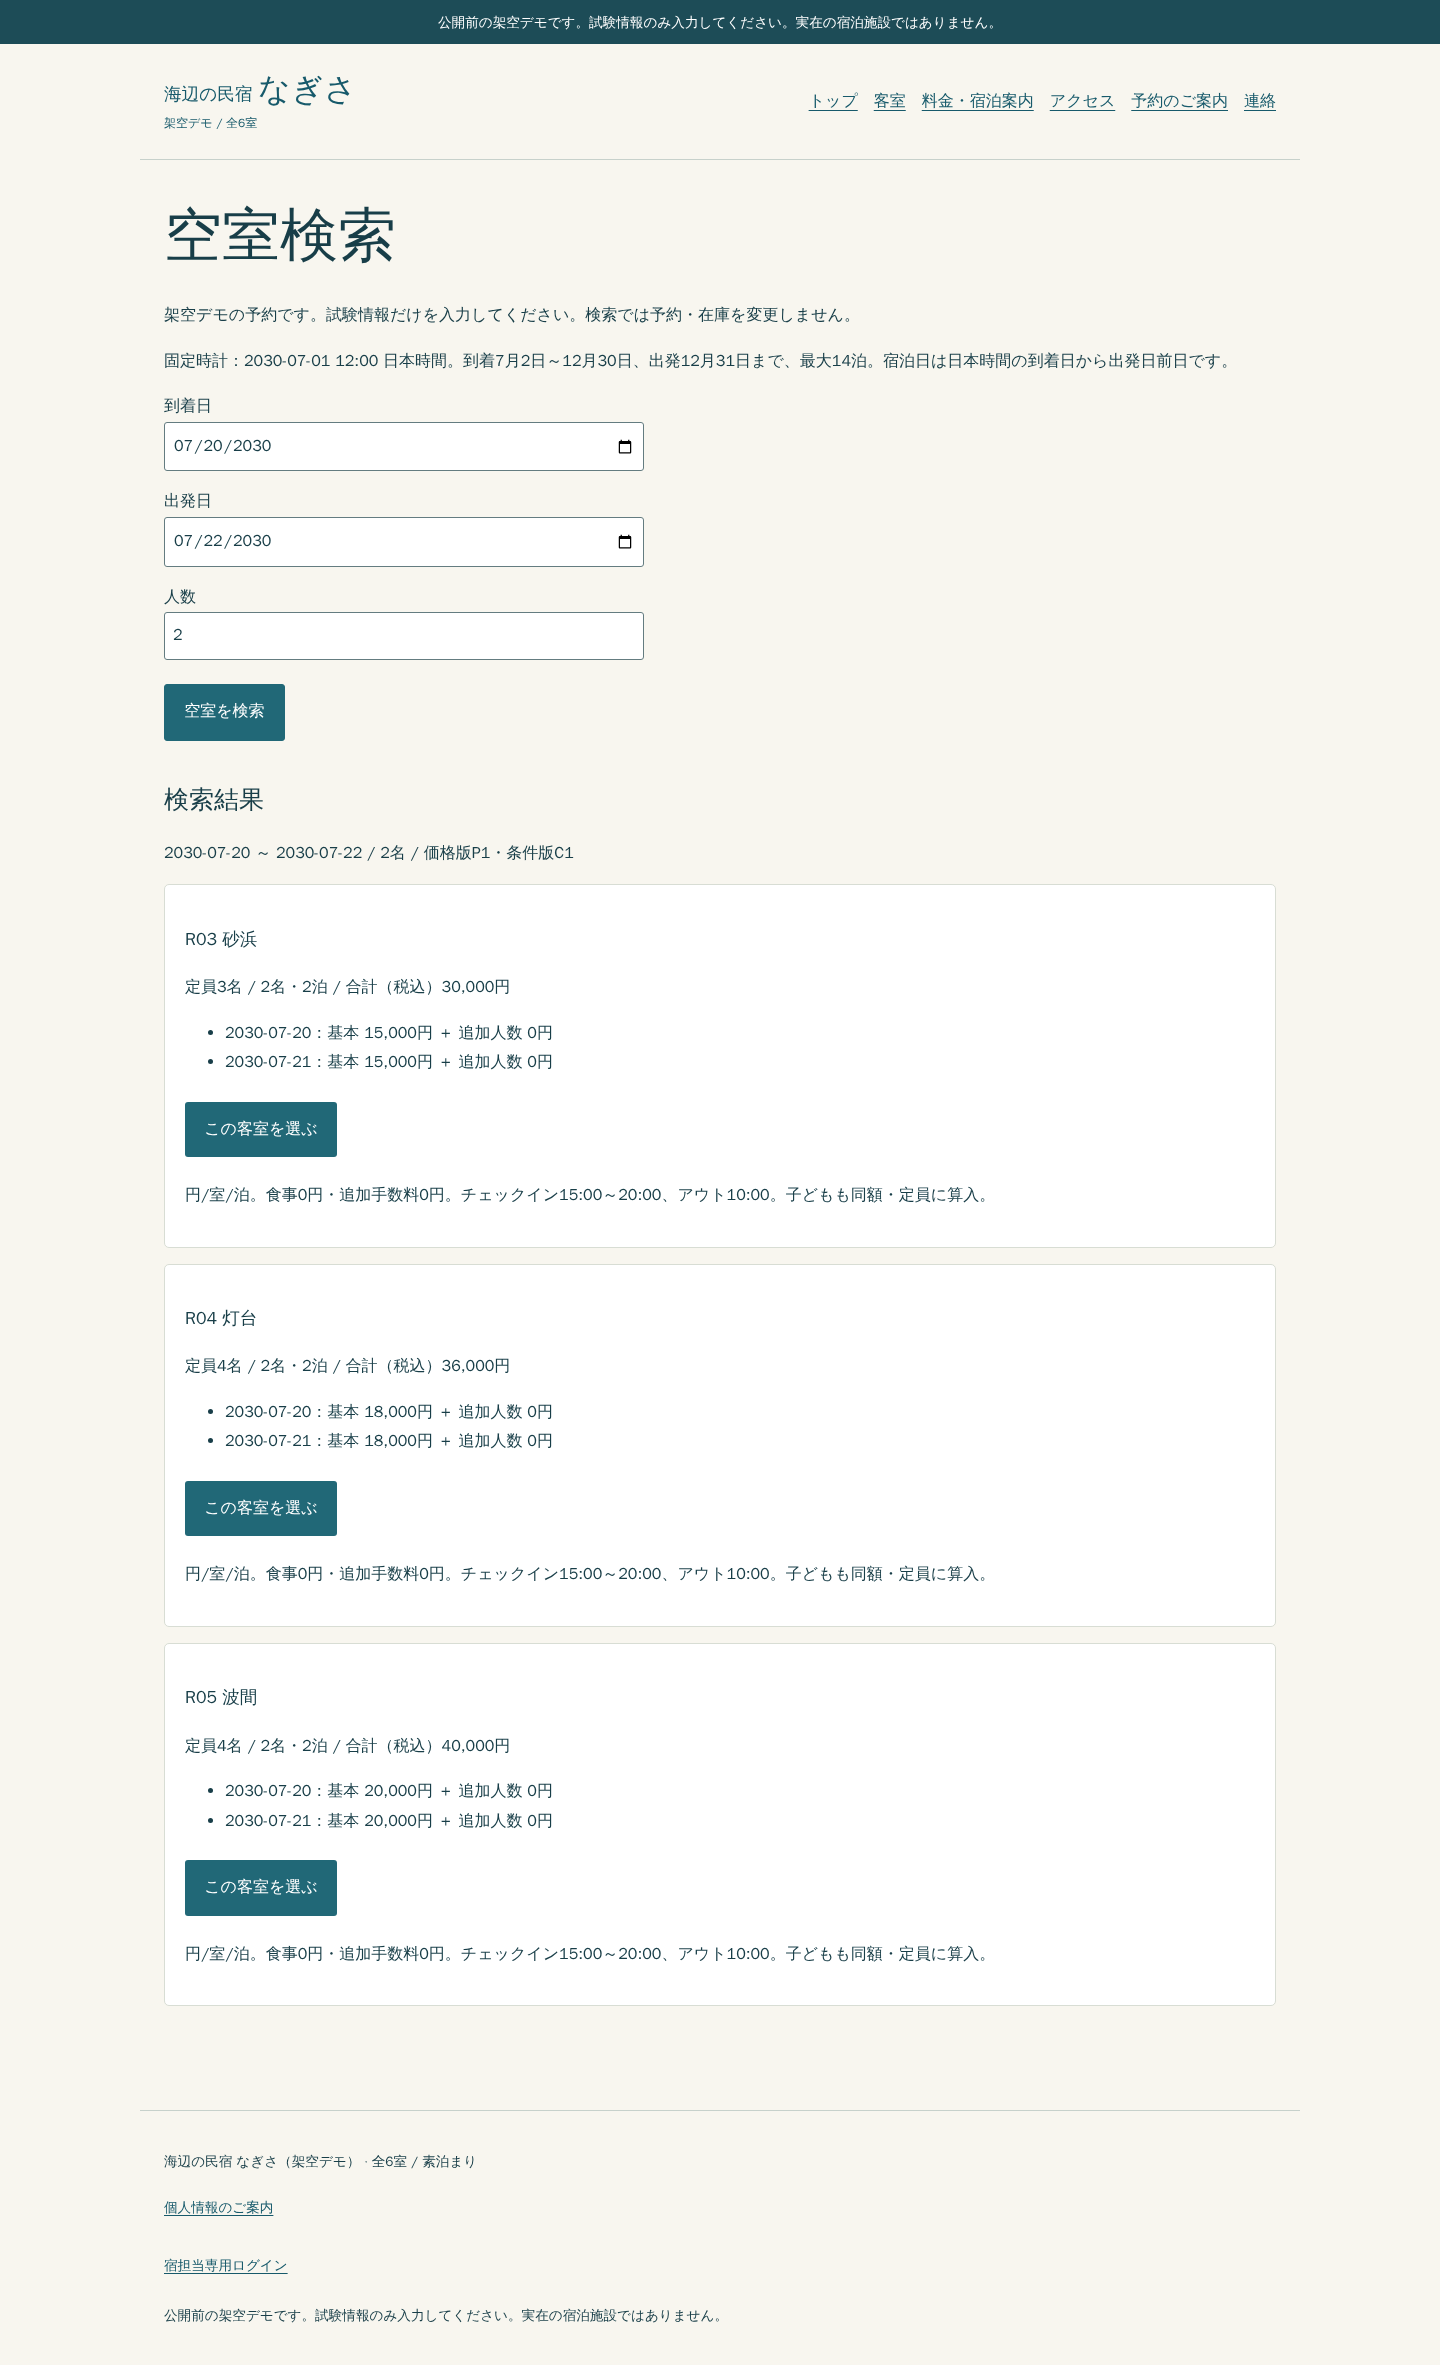 公開前の架空デモです。試験情報のみ入力してください。実在の宿泊施設ではありません。
海辺の民宿 なぎさ
架空デモ / 全6室
トップ 客室 料金・宿泊案内 アクセス 予約のご案内 連絡
空室検索
架空デモの予約です。試験情報だけを入力してください。検索では予約・在庫を変更しません。
固定時計：2030-07-01 12:00 日本時間。到着7月2日～12月30日、出発12月31日まで、最大14泊。宿泊日は日本時間の到着日から出発日前日です。
到着日
07/20/2030
出発日
07/22/2030
人数
2
空室を検索
検索結果
2030-07-20 ～ 2030-07-22 / 2名 / 価格版P1・条件版C1
R03 砂浜
定員3名 / 2名・2泊 / 合計（税込）30,000円
• 2030-07-20：基本 15,000円 ＋ 追加人数 0円
• 2030-07-21：基本 15,000円 ＋ 追加人数 0円
この客室を選ぶ
円/室/泊。食事0円・追加手数料0円。チェックイン15:00～20:00、アウト10:00。子どもも同額・定員に算入。
R04 灯台
定員4名 / 2名・2泊 / 合計（税込）36,000円
• 2030-07-20：基本 18,000円 ＋ 追加人数 0円
• 2030-07-21：基本 18,000円 ＋ 追加人数 0円
この客室を選ぶ
円/室/泊。食事0円・追加手数料0円。チェックイン15:00～20:00、アウト10:00。子どもも同額・定員に算入。
R05 波間
定員4名 / 2名・2泊 / 合計（税込）40,000円
• 2030-07-20：基本 20,000円 ＋ 追加人数 0円
• 2030-07-21：基本 20,000円 ＋ 追加人数 0円
この客室を選ぶ
円/室/泊。食事0円・追加手数料0円。チェックイン15:00～20:00、アウト10:00。子どもも同額・定員に算入。
海辺の民宿 なぎさ（架空デモ） · 全6室 / 素泊まり
個人情報のご案内
宿担当専用ログイン
公開前の架空デモです。試験情報のみ入力してください。実在の宿泊施設ではありません。